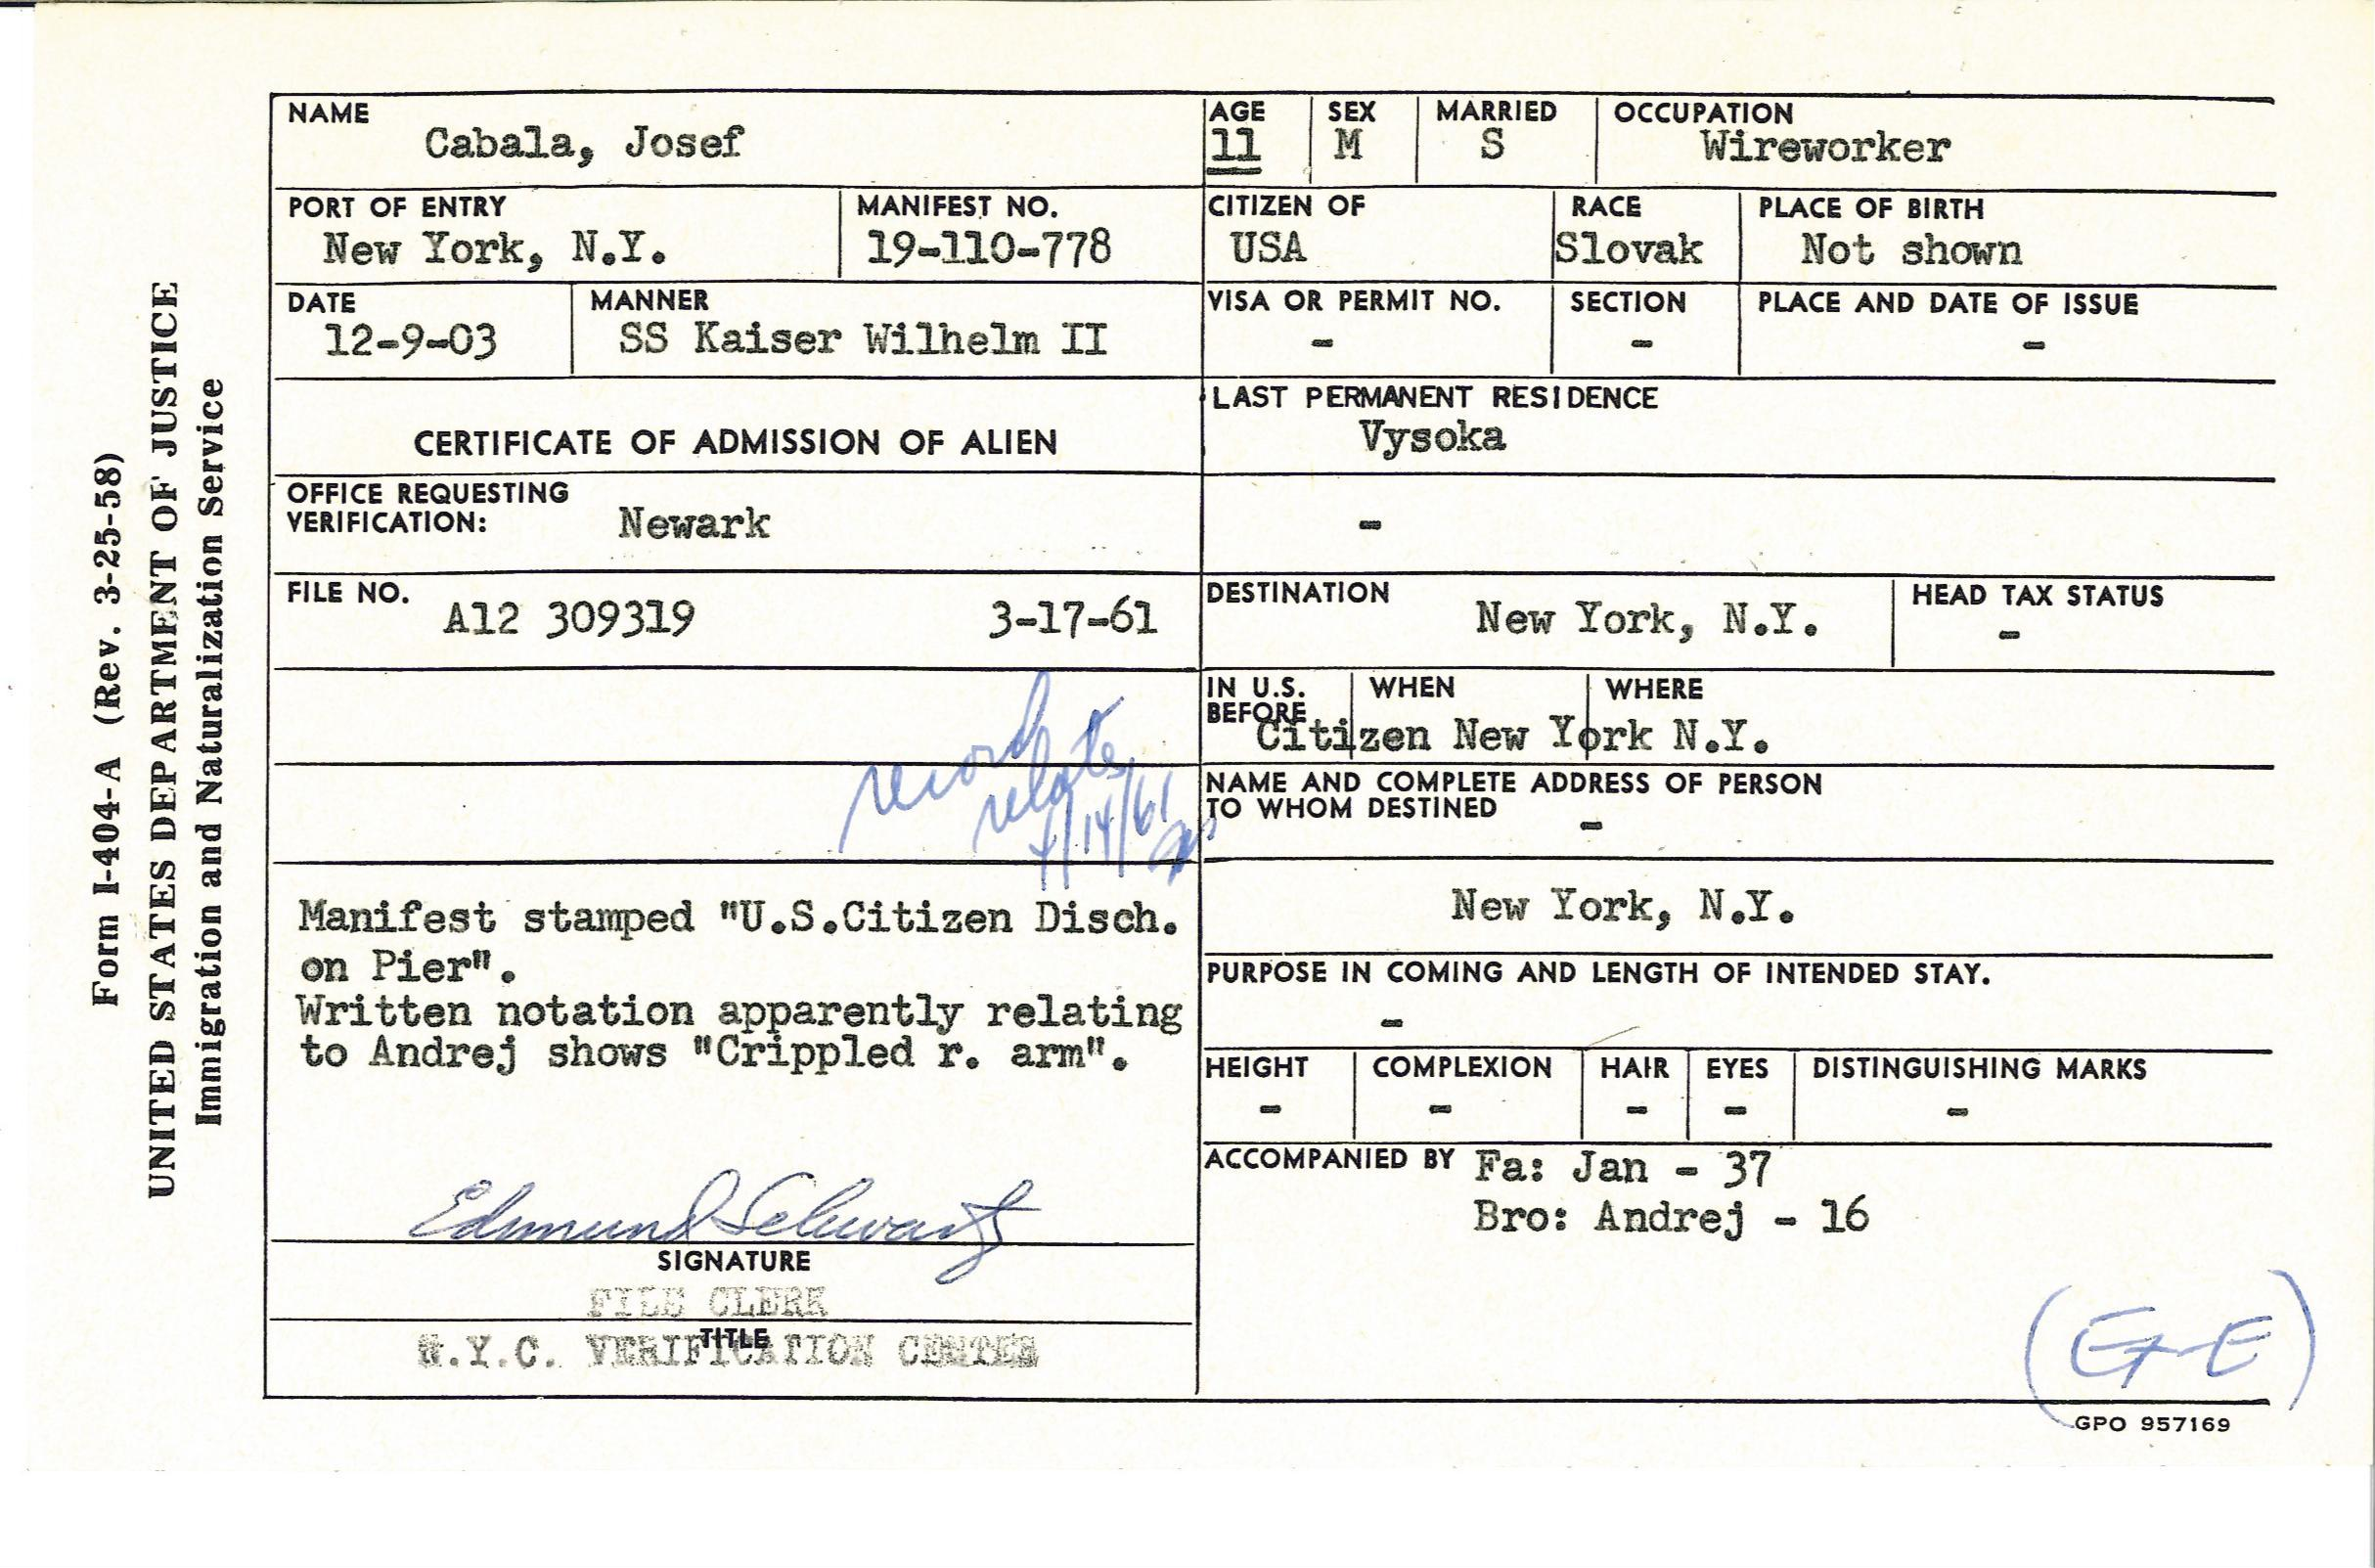 Form I-404-A (Rev. 3-25-58)
UNITED STATES DEPARTMENT OF JUSTICE
Immigration and Naturalization Service
NAME
Cabala, Josef
PORT OF ENTRY
New York, N.Y.
MANIFEST NO.
19-110-778
DATE
12-9-03
MANNER
SS Kaiser Wilhelm II
CERTIFICATE OF ADMISSION OF ALIEN
OFFICE REQUESTING
VERIFICATION: Newark
FILE NO.
A12 309319 3-17-61
record
relates
Manifest stamped "U.S.Citizen Disch.
on Pier".
Written notation apparently relating
to Andrej shows "Crippled r. arm".
Edmund Schwartz
SIGNATURE
FILE CLERK
TITLE
N.Y.C. VERIFICATION CENTER
AGE
11
SEX
M
MARRIED
S
OCCUPATION
Wireworker
CITIZEN OF
USA
RACE
Slovak
PLACE OF BIRTH
Not shown
VISA OR PERMIT NO.
-
SECTION
-
PLACE AND DATE OF ISSUE
-
LAST PERMANENT RESIDENCE
Vysoka
-
DESTINATION
New York, N.Y.
HEAD TAX STATUS
-
IN U.S.
BEFORE
WHEN
WHERE
Citizen New York N.Y.
NAME AND COMPLETE ADDRESS OF PERSON
TO WHOM DESTINED
-
New York, N.Y.
PURPOSE IN COMING AND LENGTH OF INTENDED STAY.
-
HEIGHT
-
COMPLEXION
-
HAIR
-
EYES
-
DISTINGUISHING MARKS
-
ACCOMPANIED BY Fa: Jan - 37
Bro: Andrej - 16
GPO 957169